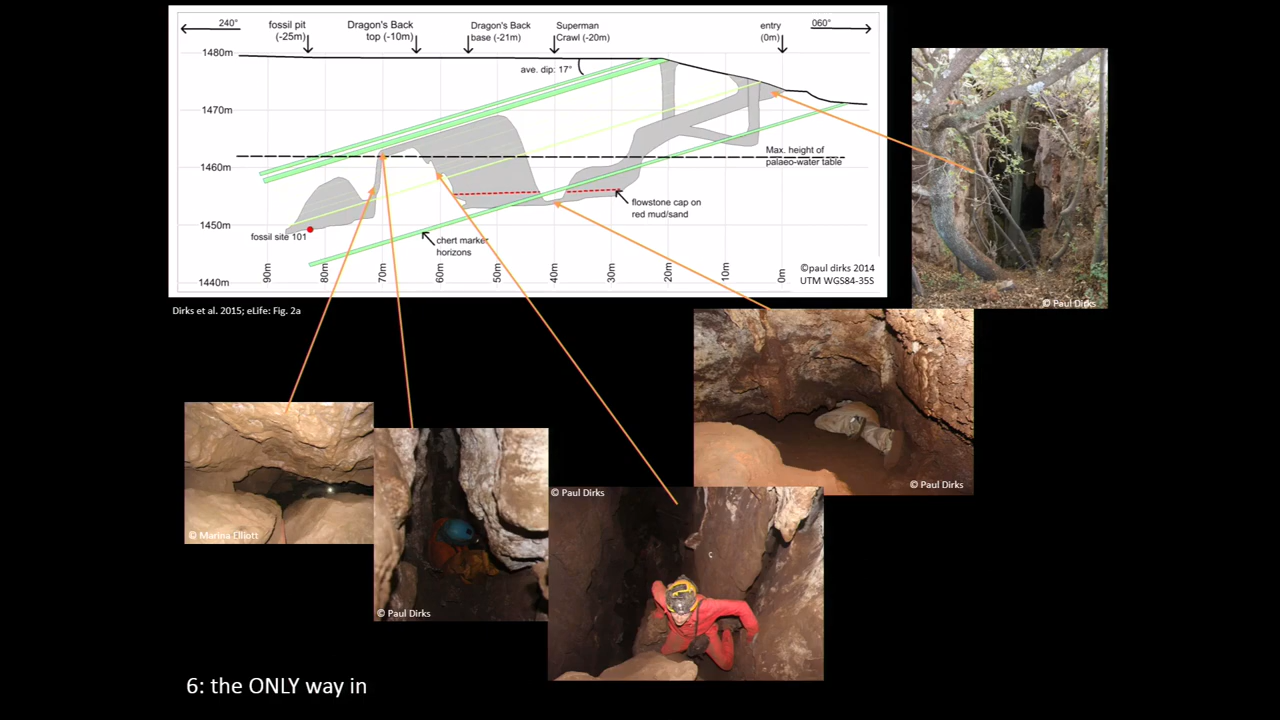 240°
fossil pit
(-25m)
Dragon's Back
top (-10m)
Dragon's Back
base (-21m)
Superman
Crawl (-20m)
entry
(0m)
060°
1480m
ave. dip: 17°
1470m
Max. height of
palaeo-water table
1460m
flowstone cap on
red mud/sand
1450m
fossil site 101
chert marker
horizons
1440m
90m
80m
70m
60m
50m
40m
30m
20m
10m
0m
©paul dirks 2014
UTM WGS84-35S
Dirks et al. 2015; eLife: Fig. 2a
© Paul Dirks
© Paul Dirks
© Paul Dirks
© Marina Elliott
© Paul Dirks
6: the ONLY way in